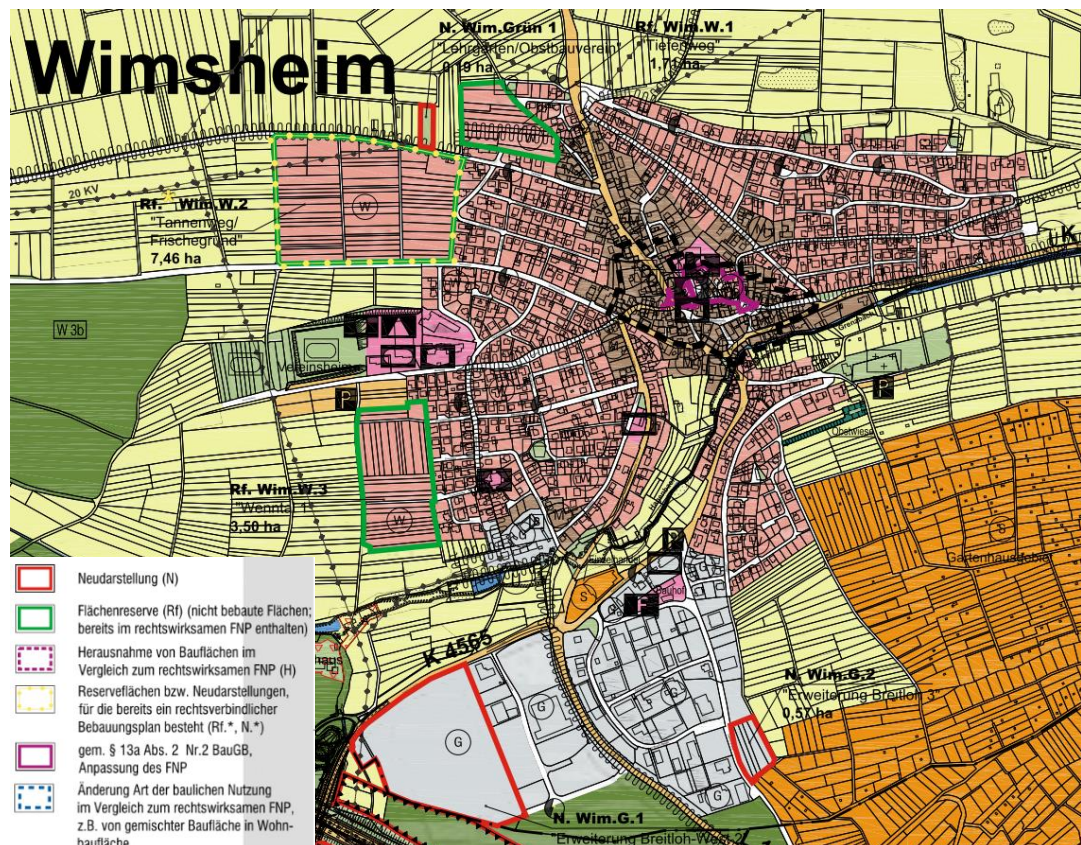 Wimsheim
N. Wim.Grün 1
"Lehrgarten/Obstbauverein"
0,19 ha
Rf. Wim.W.1
"Tiefenweg"
1,71 ha
20 KV
Rf.* Wim.W.2
"Tannenweg/
Frischegrund"
7,46 ha
W
W 3b
Vereinsheime
P
P
Obstwiese
Rf. Wim.W.3
"Wenntal 1"
3,50 ha
W
S
Gartenhausgebiet
S
Bauhof
F
K 4565
G
G
G
G
G
N. Wim.G.2
"Erweiterung Breitloh 3"
0,57 ha
N. Wim.G.1
"Erweiterung Breitloh-West 2"
Neudarstellung (N)
Flächenreserve (Rf) (nicht bebaute Flächen;
bereits im rechtswirksamen FNP enthalten)
Herausnahme von Bauflächen im
Vergleich zum rechtswirksamen FNP (H)
Reserveflächen bzw. Neudarstellungen,
für die bereits ein rechtsverbindlicher
Bebauungsplan besteht (Rf.*, N.*)
gem. § 13a Abs. 2 Nr.2 BauGB,
Anpassung des FNP
Änderung Art der baulichen Nutzung
im Vergleich zum rechtswirksamen FNP,
z.B. von gemischter Baufläche in Wohn-
baufläche